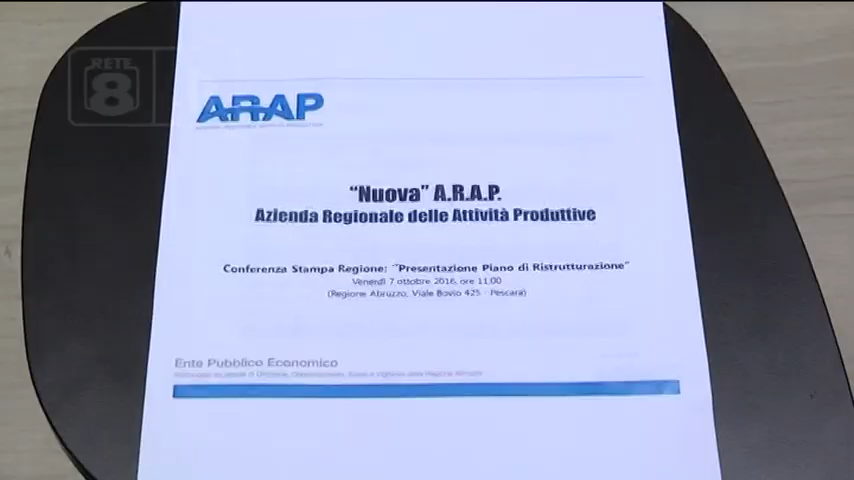 RETE
8
ARAP
"Nuova" A.R.A.P.
Azienda Regionale delle Attività Produttive
Conferenza Stampa Regione: "Presentazione Piano di Ristrutturazione"
Venerdì 7 ottobre 2016, ore 11,00
(Regione Abruzzo, Viale Bovio 425 - Pescara)
Ente Pubblico Economico